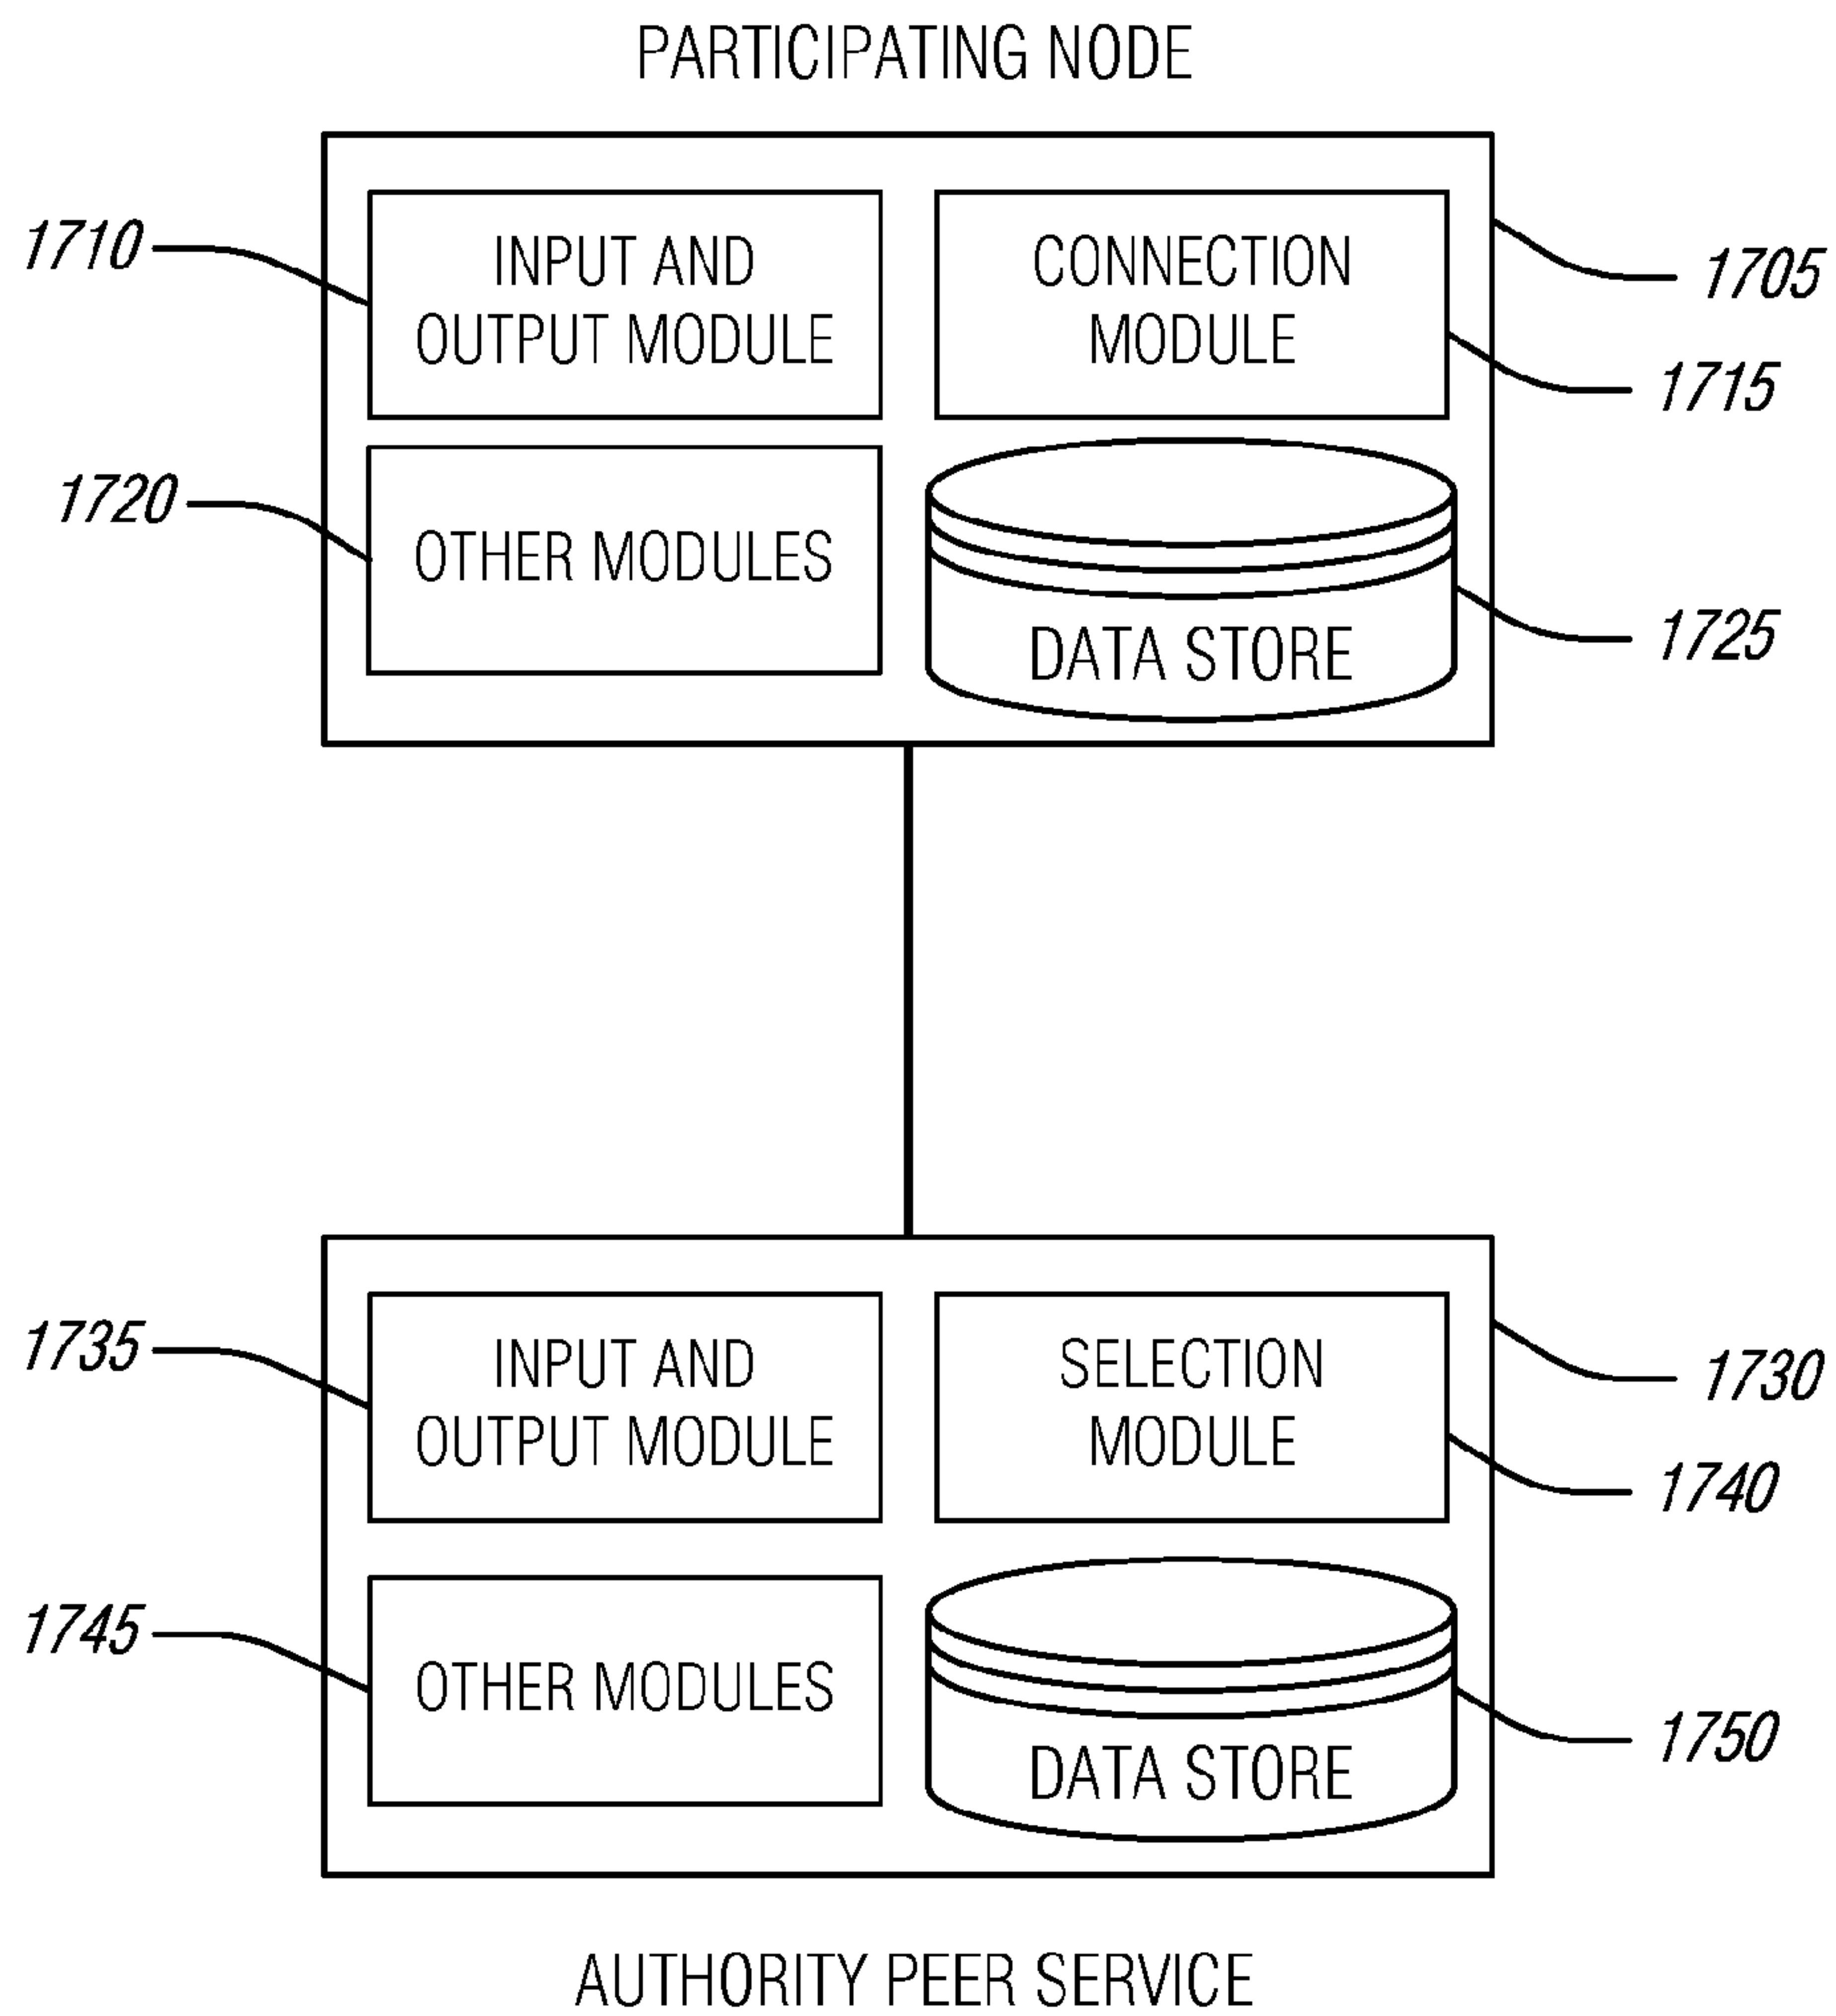 PARTICIPATING NODE
1710
INPUT AND
OUTPUT MODULE
CONNECTION
MODULE
1705
1715
1720
OTHER MODULES
DATA STORE
1725
1735
INPUT AND
OUTPUT MODULE
SELECTION
MODULE
1730
1740
1745
OTHER MODULES
DATA STORE
1750
AUTHORITY PEER SERVICE